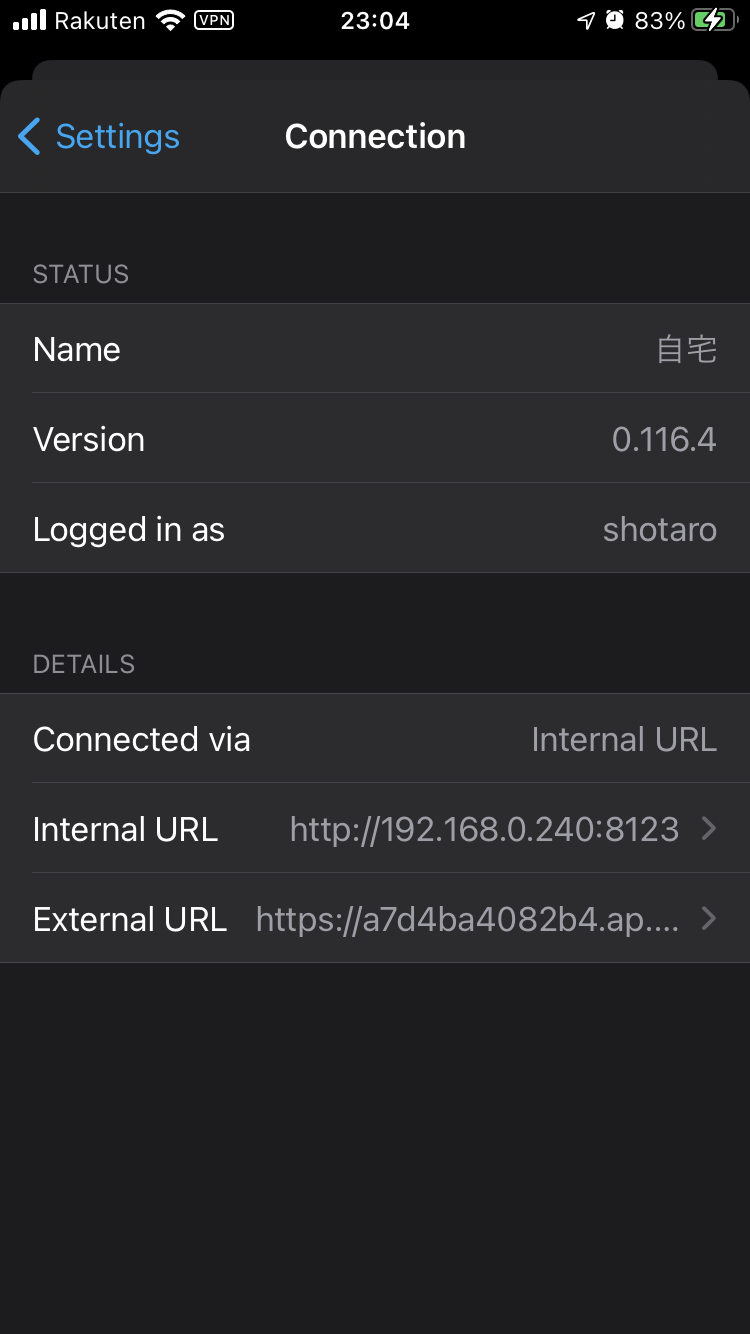 Rakuten VPN 23:04 83%
Settings Connection
STATUS
Name 自宅
Version 0.116.4
Logged in as shotaro
DETAILS
Connected via Internal URL
Internal URL http://192.168.0.240:8123
External URL https://a7d4ba4082b4.ap....